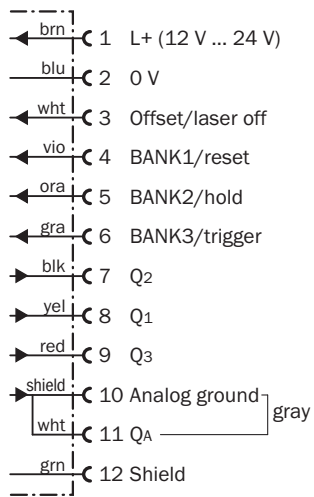 brn 1 L+ (12 V ... 24 V)
blu 2 0 V
wht 3 Offset/laser off
vio 4 BANK1/reset
ora 5 BANK2/hold
gra 6 BANK3/trigger
blk 7 Q2
yel 8 Q1
red 9 Q3
shield 10 Analog ground
gray
wht 11 QA
grn 12 Shield